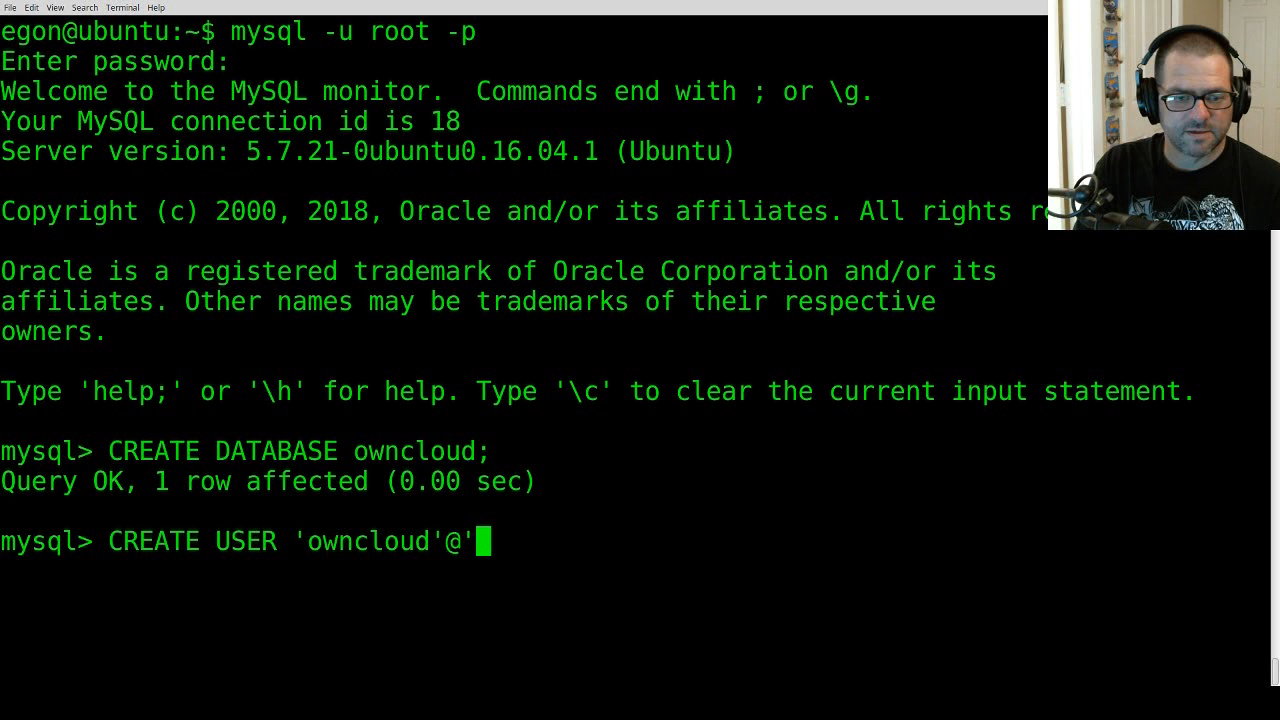 File Edit View Search Terminal Help
egon@ubuntu:~$ mysql -u root -p
Enter password:
Welcome to the MySQL monitor.  Commands end with ; or \g.
Your MySQL connection id is 18
Server version: 5.7.21-0ubuntu0.16.04.1 (Ubuntu)
Copyright (c) 2000, 2018, Oracle and/or its affiliates. All rights
Oracle is a registered trademark of Oracle Corporation and/or its
affiliates. Other names may be trademarks of their respective
owners.
Type 'help;' or '\h' for help. Type '\c' to clear the current input statement.
mysql> CREATE DATABASE owncloud;
Query OK, 1 row affected (0.00 sec)
mysql> CREATE USER 'owncloud'@'